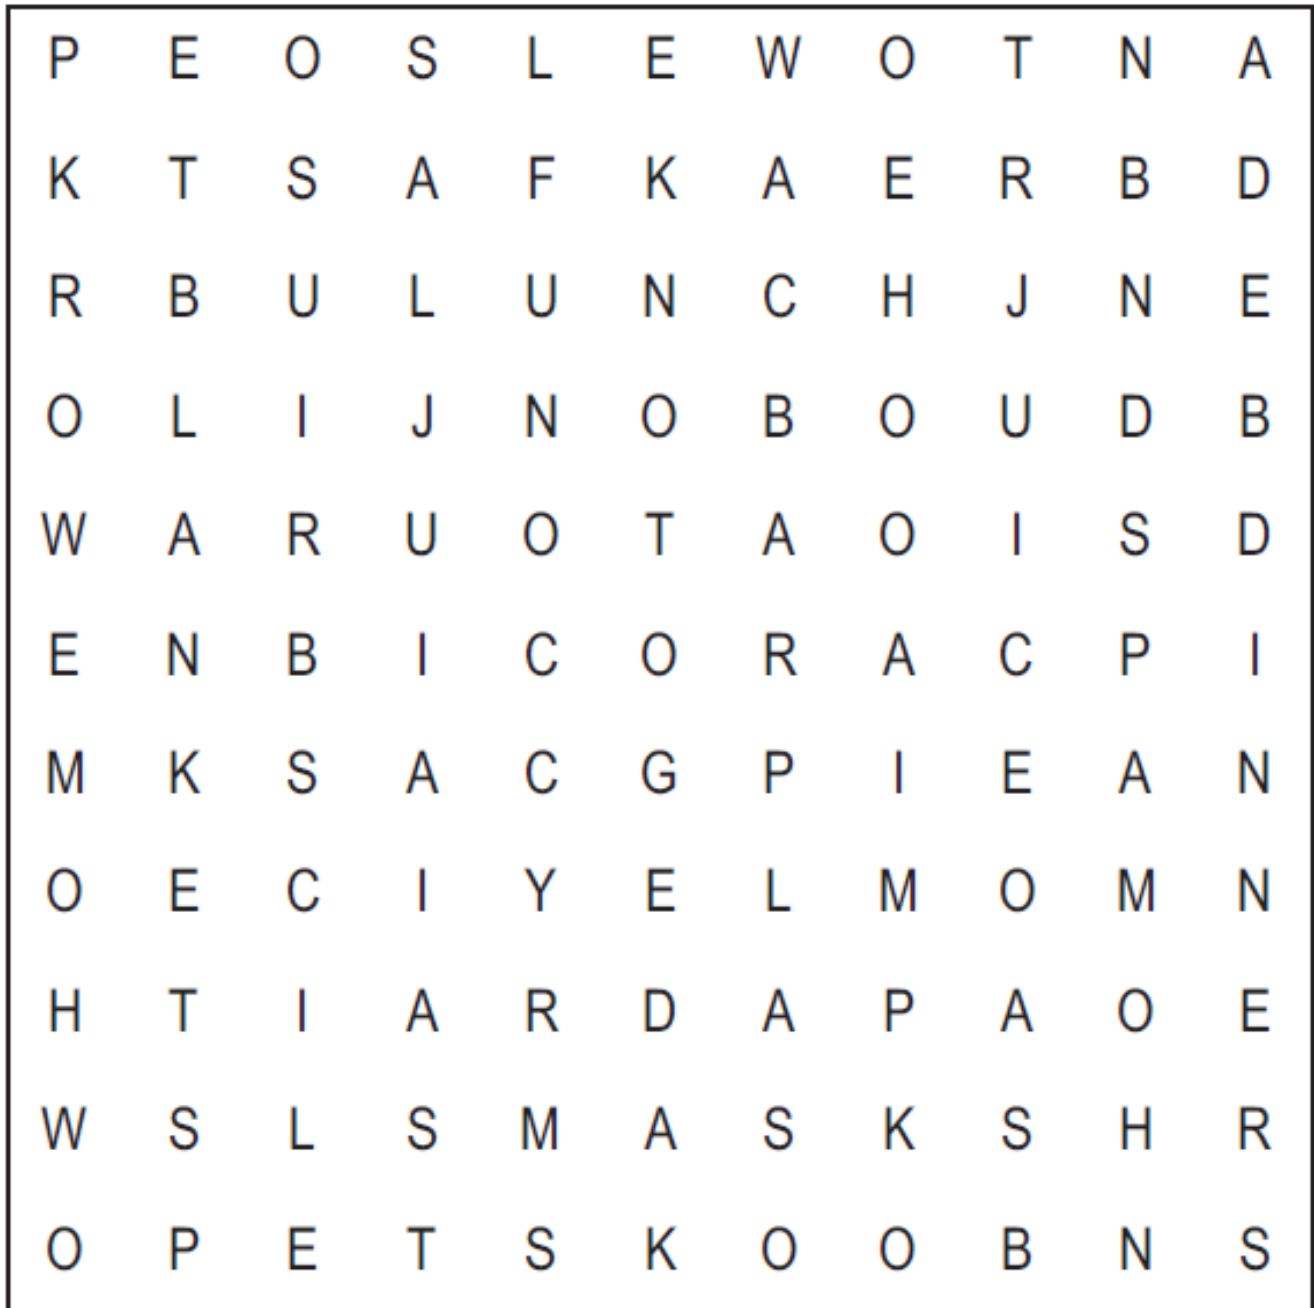 P E O S L E W O T N A
K T S A F K A E R B D
R B U L U N C H J N E
O L I J N O B O U D B
W A R U O T A O I S D
E N B I C O R A C P I
M K S A C G P I E A N
O E C I Y E L M O M N
H T I A R D A P A O E
W S L S M A S K S H R
O P E T S K O O B N S